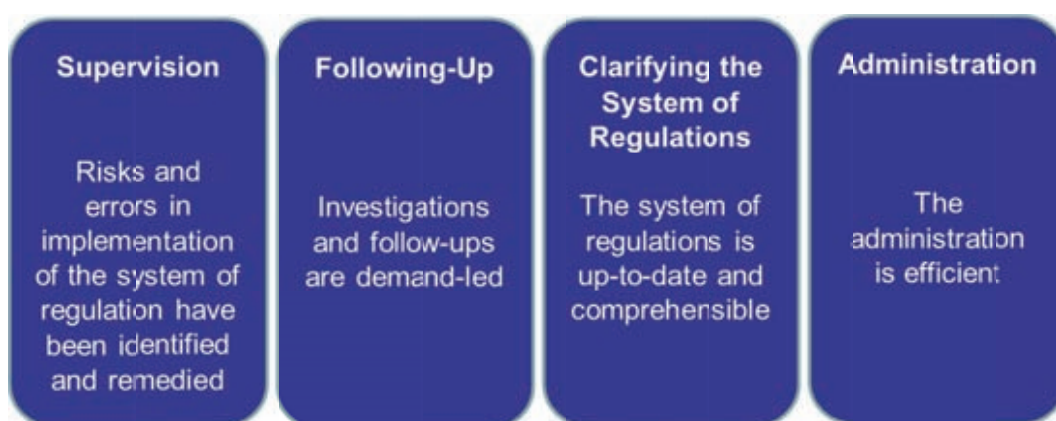 Supervision
Risks and
errors in
implementation
of the system of
regulation have
been identified
and remedied
Following-Up
Investigations
and follow-ups
are demand-led
Clarifying the
System of
Regulations
The system of
regulations is
up-to-date and
comprehensible
Administration
The
administration
is efficient